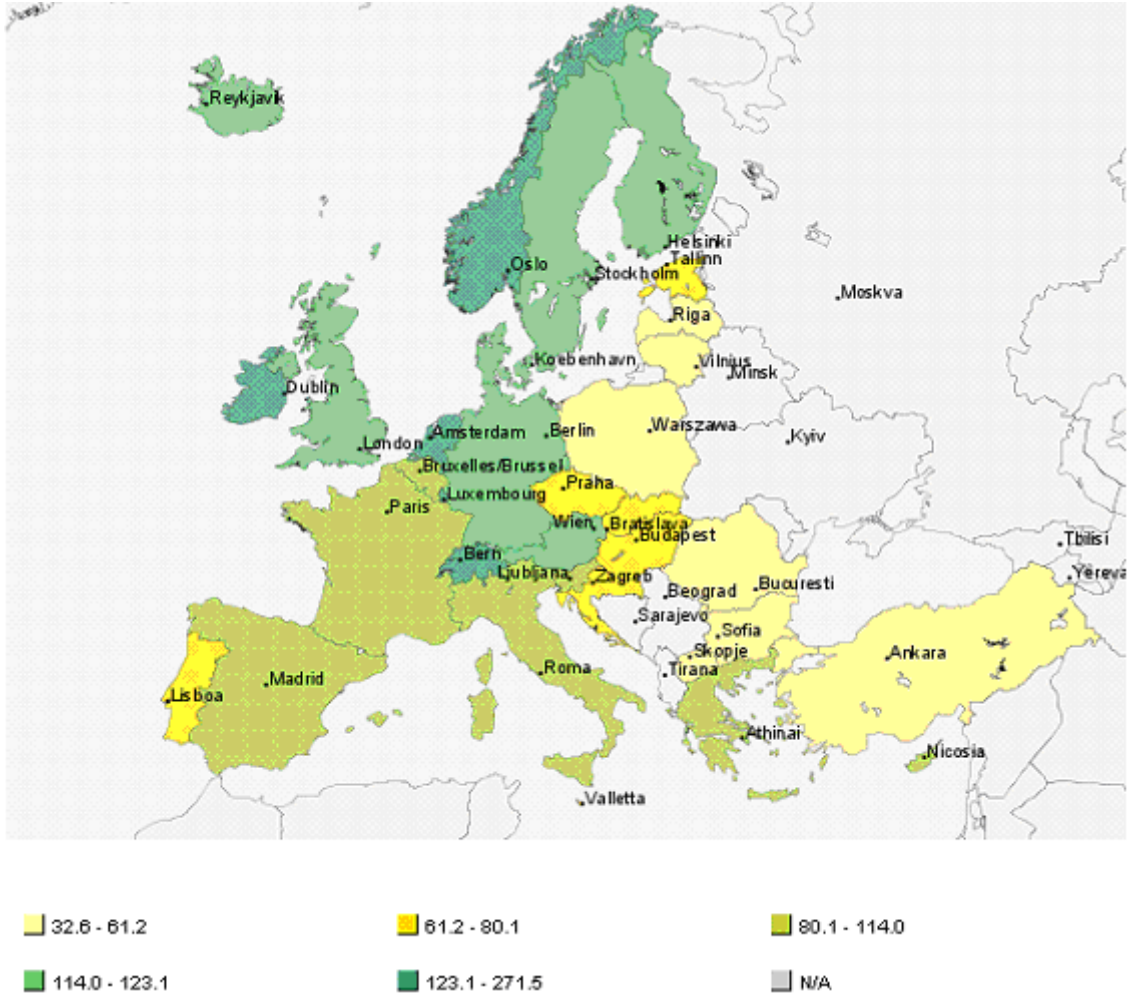 Reykjavik
Helsinki
Tallinn
Oslo
Stockholm
Moskva
Riga
Koebenhavn
Vilnius
Minsk
Dublin
Amsterdam
Berlin
Warszawa
London
Kyiv
Bruxelles/Brussel
Praha
Luxembourg
Paris
Wien
Bratislava
Budapest
Tbilisi
Bern
Ljubljana
Zagreb
Yereva
Beograd
Bucuresti
Sarajevo
Sofia
Skopje
Ankara
Tirana
Roma
Madrid
Lisboa
Athinai
Nicosia
Valletta
32.6 - 61.2
61.2 - 80.1
80.1 - 114.0
114.0 - 123.1
123.1 - 271.5
N/A